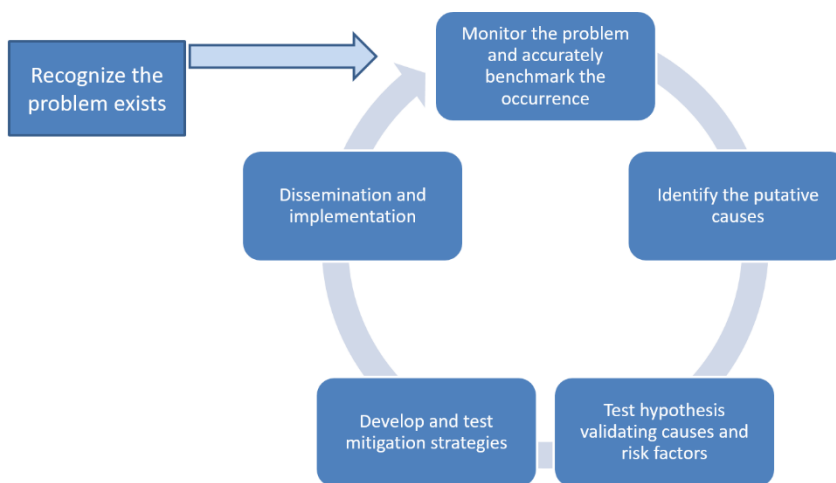 Recognize the
problem exists
Monitor the problem
and accurately
benchmark the
occurrence
Identify the putative
causes
Test hypothesis
validating causes and
risk factors
Develop and test
mitigation strategies
Dissemination and
implementation